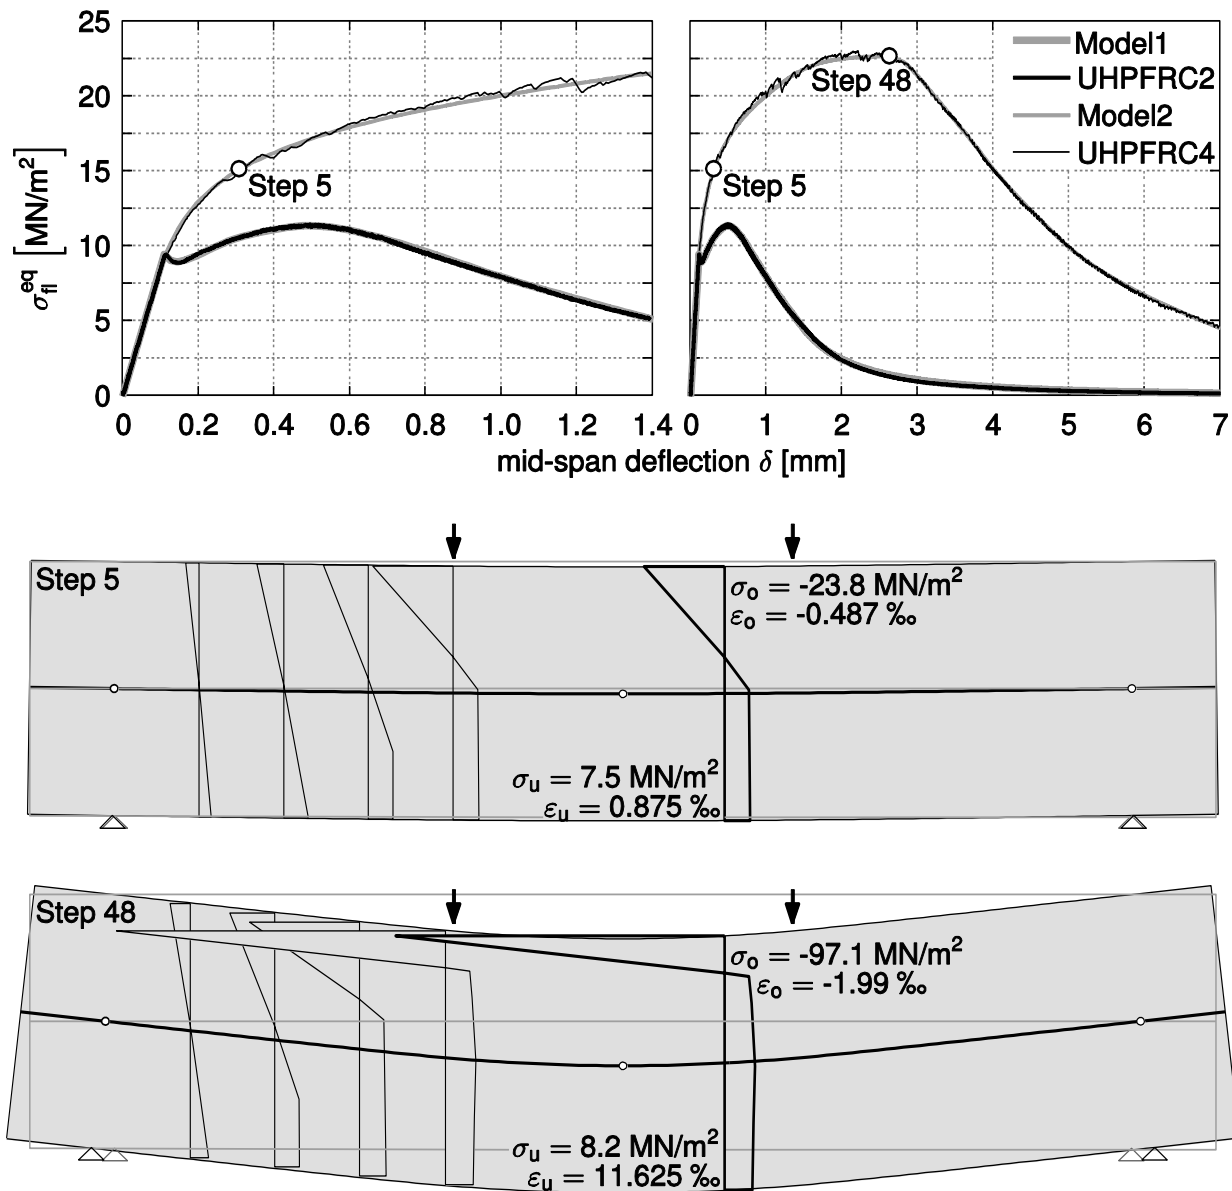 25
20
15
10
5
0
σ_fl^eq [MN/m²]
Step 5
0 0.2 0.4 0.6 0.8 1.0 1.2 1.4
Step 48
Step 5
Model1
UHPFRC2
Model2
UHPFRC4
0 1 2 3 4 5 6 7
mid-span deflection δ [mm]
Step 5
σo = -23.8 MN/m²
εo = -0.487 ‰
σu = 7.5 MN/m²
εu = 0.875 ‰
Step 48
σo = -97.1 MN/m²
εo = -1.99 ‰
σu = 8.2 MN/m²
εu = 11.625 ‰